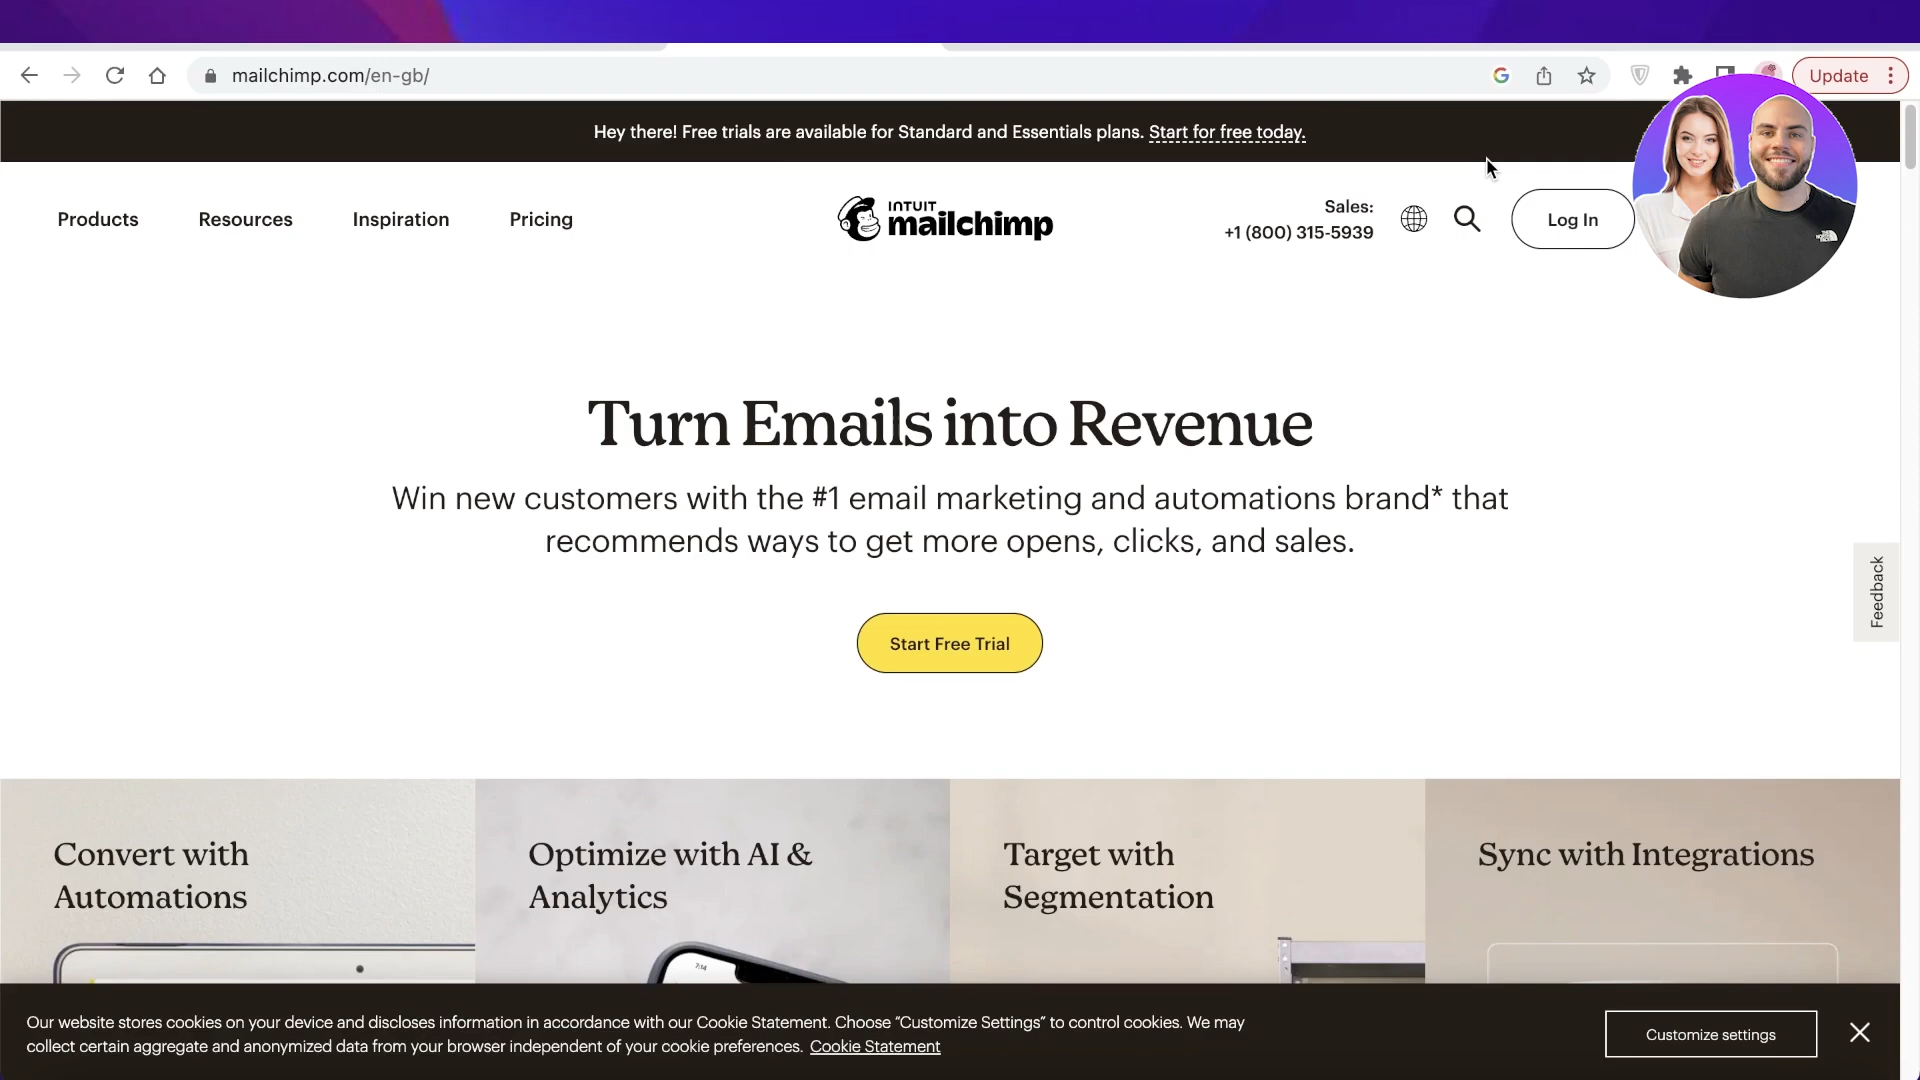 mailchimp.com/en-gb/
Update
Hey there! Free trials are available for Standard and Essentials plans. Start for free today.
Products
Resources
Inspiration
Pricing
INTUIT
mailchimp
Sales:
+1 (800) 315-5939
Log In
Turn Emails into Revenue
Win new customers with the #1 email marketing and automations brand* that
recommends ways to get more opens, clicks, and sales.
Start Free Trial
Feedback
Convert with
Automations
Optimize with AI &
Analytics
Target with
Segmentation
Sync with Integrations
7:14
Our website stores cookies on your device and discloses information in accordance with our Cookie Statement. Choose “Customize Settings” to control cookies. We may
collect certain aggregate and anonymized data from your browser independent of your cookie preferences. Cookie Statement
Customize settings